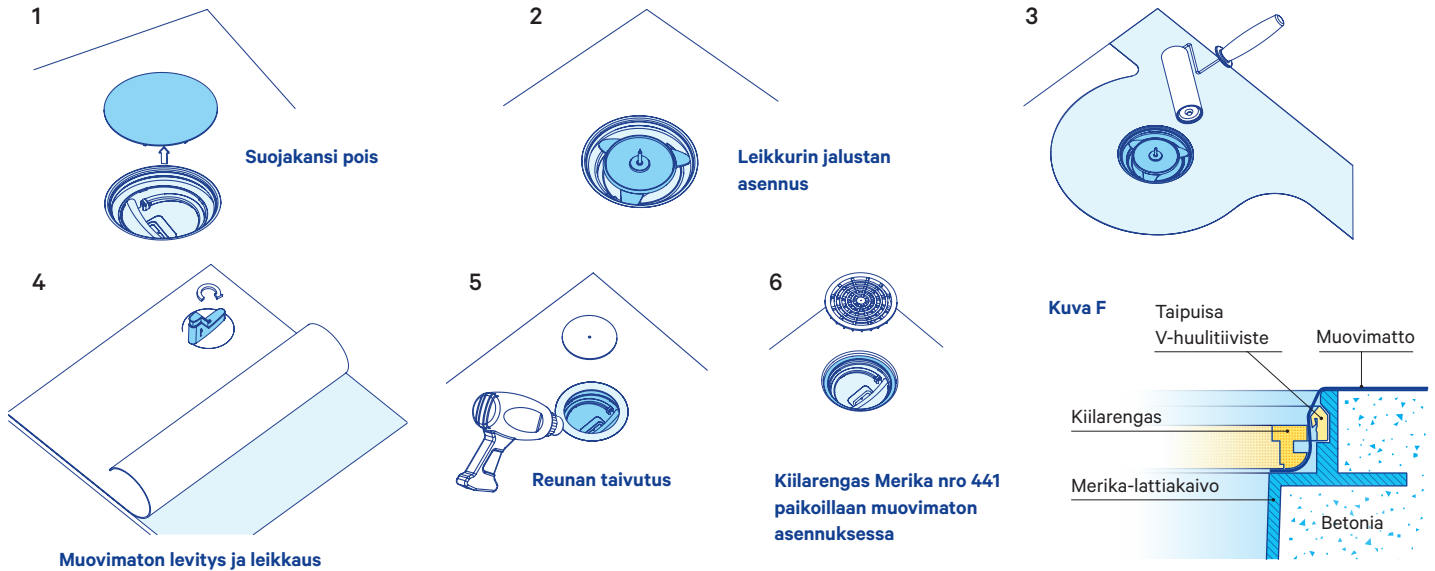 1
Suojakansi pois
2
Leikkurin jalustan
asennus
3
4
Muovimaton levitys ja leikkaus
5
Reunan taivutus
6
Kiilarengas Merika nro 441
paikoillaan muovimaton
asennuksessa
Kuva F
Taipuisa
V-huulitiiviste
Muovimatto
Kiilarengas
Merika-lattiakaivo
Betonia